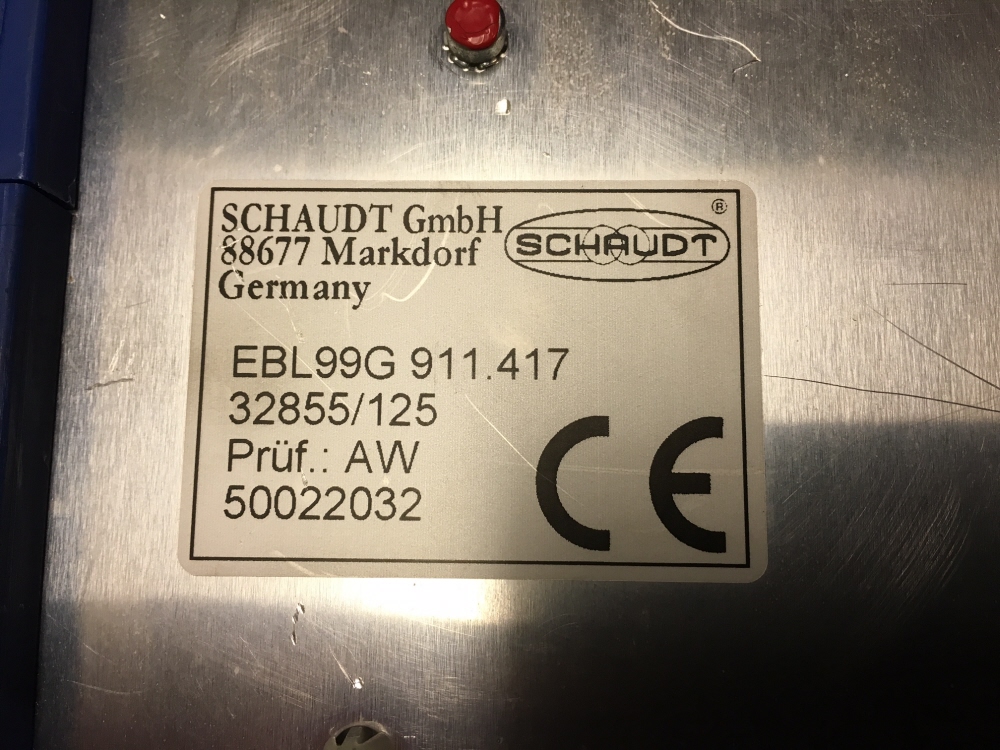 SCHAUDT GmbH
88677 Markdorf
Germany
SCHAUDT ®
EBL99G 911.417
32855/125
Prüf.: AW
50022032
CE